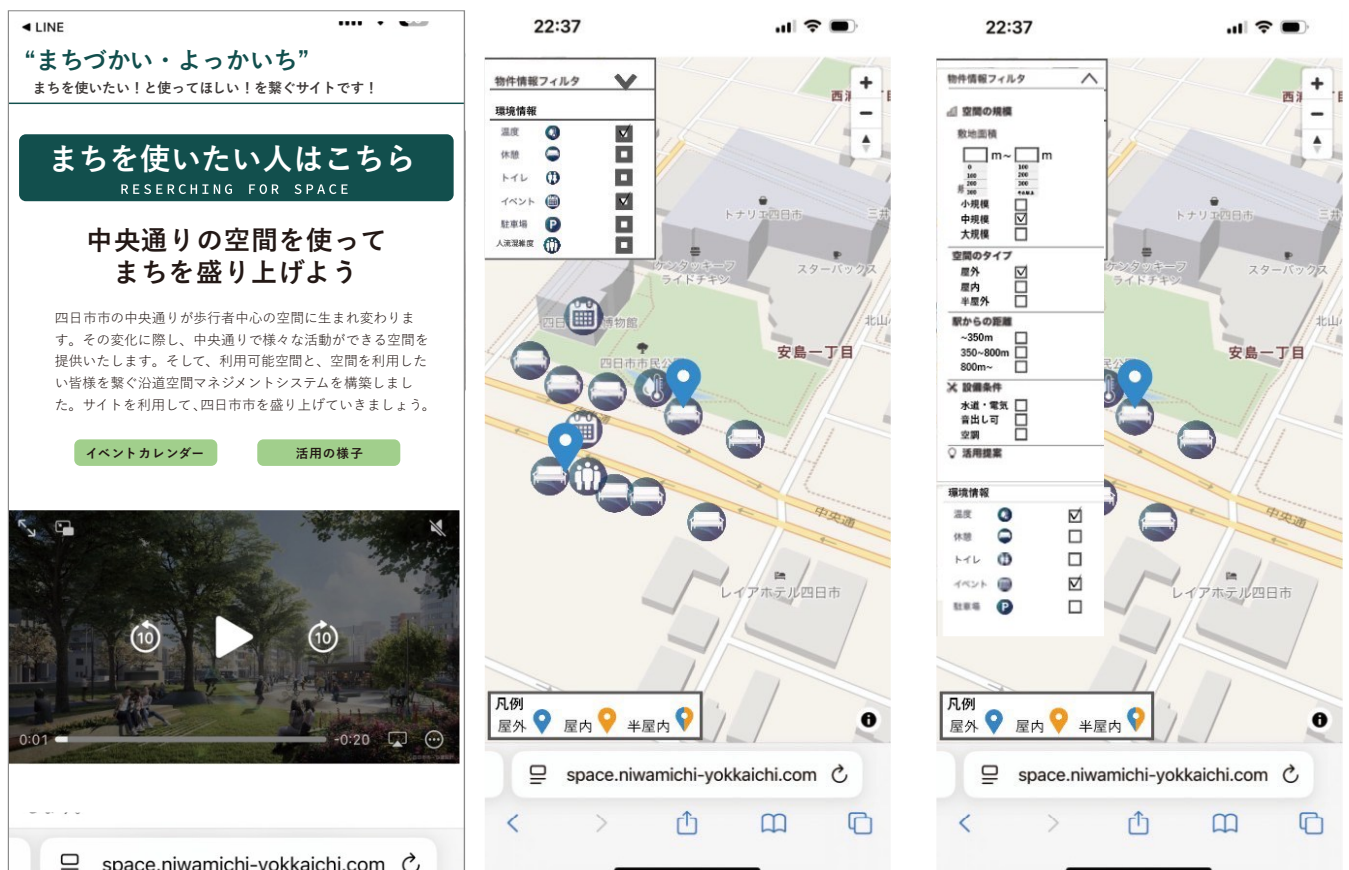 LINE
“まちづかい・よっかいち”
まちを使いたい！と使ってほしい！を繋ぐサイトです！
まちを使いたい人はこちら
RESERCHING FOR SPACE
中央通りの空間を使って
まちを盛り上げよう
四日市市の中央通りが歩行者中心の空間に生まれ変わりま
す。その変化に際し、中央通りで様々な活動ができる空間を
提供いたします。そして、利用可能空間と、空間を利用した
い皆様を繋ぐ沿道空間マネジメントシステムを構築しまし
た。サイトを利用して、四日市市を盛り上げていきましょう。
イベントカレンダー
活用の様子
10
10
0:01
-0:20
space.niwamichi-yokkaichi.com
22:37
物件情報フィルタ
環境情報
温度
休憩
トイレ
イベント
駐車場 P
人流混雑度
トナリエ四日市
ケンタッキーフ
ライドチキン
スターバックス
三井
北山
博物館
四日市市民公
安島一丁目
中央通
レイアホテル四日市
凡例
屋外
屋内
半屋内
space.niwamichi-yokkaichi.com
22:37
物件情報フィルタ
空間の規模
敷地面積
m~ m
0 100
100 200
200 300
300 それ以上
小規模
中規模
大規模
空間のタイプ
屋外
屋内
半屋外
駅からの距離
~350m
350~800m
800m~
設備条件
水道・電気
音出し可
空調
活用提案
環境情報
温度
休憩
トイレ
イベント
駐車場 P
トナリエ四日市
ケンタッキーフ
ライドチキン
スターバックス
三井
北山
安島一丁目
中央通
レイアホテル四日市
凡例
屋外
屋内
半屋内
space.niwamichi-yokkaichi.com